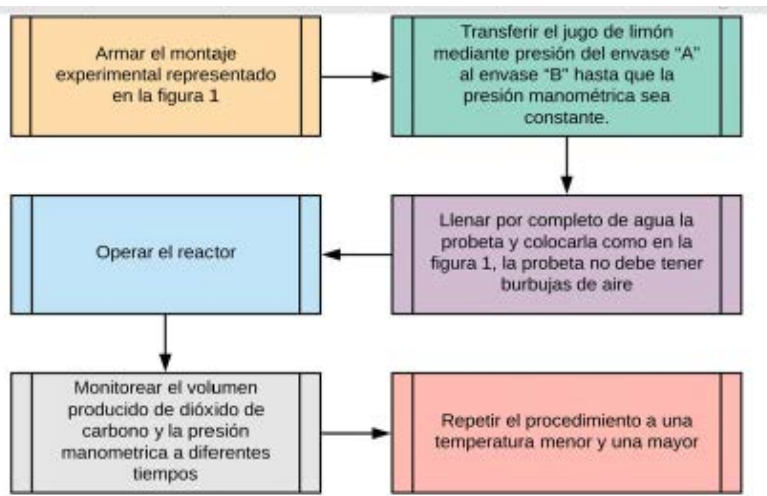 Armar el montaje
experimental representado
en la figura 1
Transferir el jugo de limón
mediante presión del envase “A”
al envase “B” hasta que la
presión manométrica sea
constante.
Llenar por completo de agua la
probeta y colocarla como en la
figura 1, la probeta no debe tener
burbujas de aire
Operar el reactor
Monitorear el volumen
producido de dióxido de
carbono y la presión
manometrica a diferentes
tiempos
Repetir el procedimiento a una
temperatura menor y una mayor